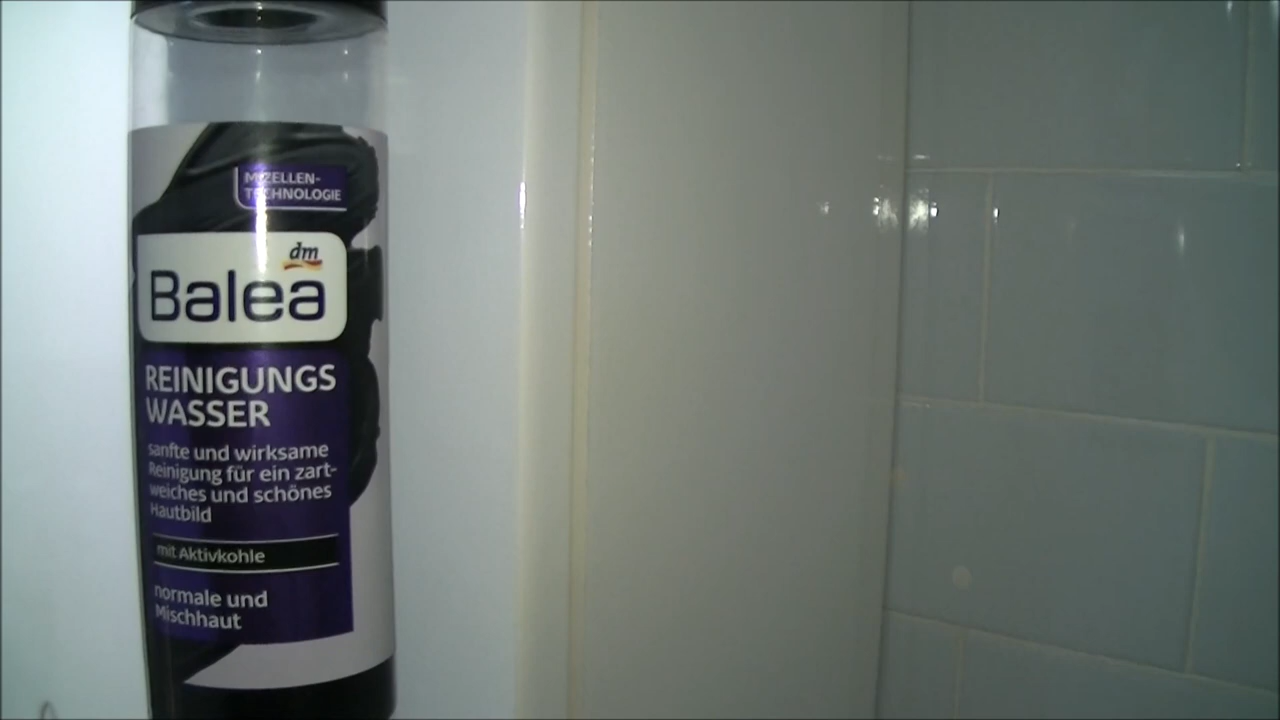 MIZELLEN-
TECHNOLOGIE
dm
Balea
REINIGUNGS
WASSER
sanfte und wirksame
Reinigung für ein zart-
weiches und schönes
Hautbild
mit Aktivkohle
normale und
Mischhaut